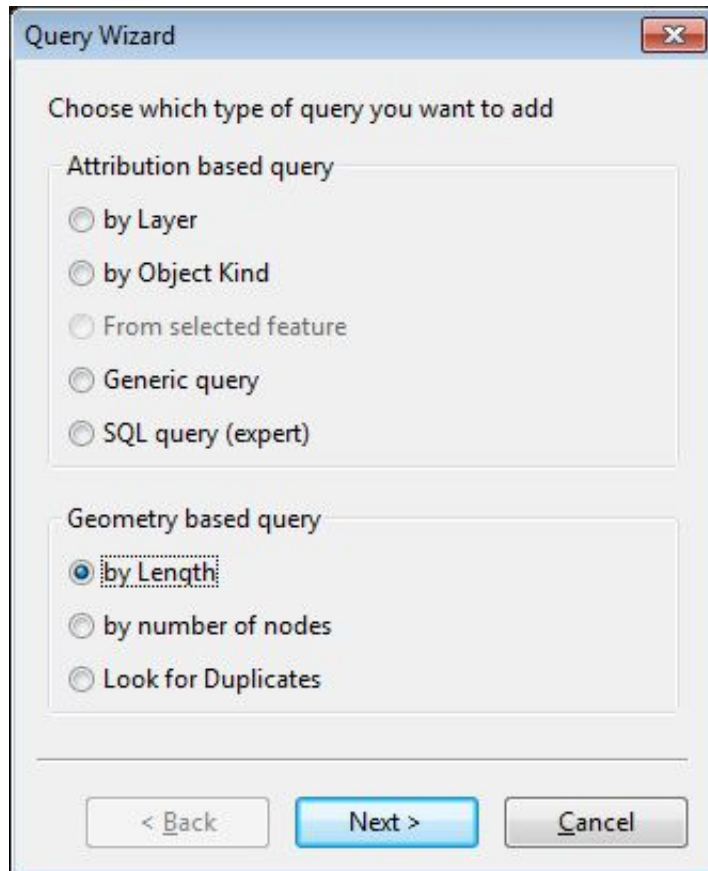 Query Wizard
Choose which type of query you want to add
Attribution based query
by Layer
by Object Kind
From selected feature
Generic query
SQL query (expert)
Geometry based query
by Length
by number of nodes
Look for Duplicates
< Back
Next >
Cancel